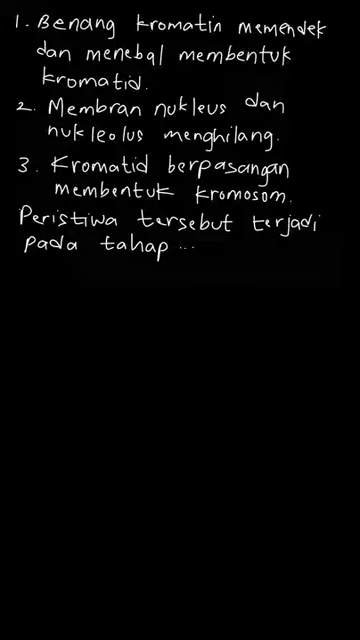 1. Benang kromatin memendek
dan menebal membentuk
kromatid.
2. Membran nukleus dan
nukleolus menghilang.
3. Kromatid berpasangan
membentuk kromosom.
Peristiwa tersebut terjadi
pada tahap ...